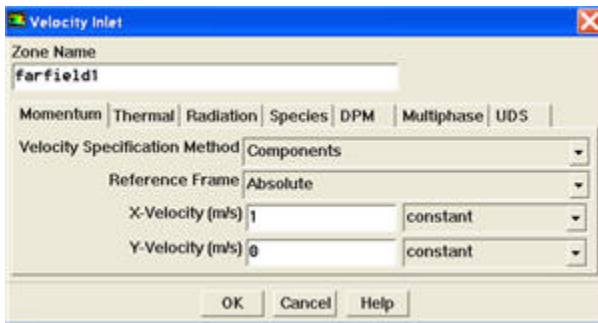 Velocity Inlet
Zone Name
farfield1
Momentum Thermal Radiation Species DPM Multiphase UDS
Velocity Specification Method Components
Reference Frame Absolute
X-Velocity (m/s) 1 constant
Y-Velocity (m/s) 0 constant
OK Cancel Help